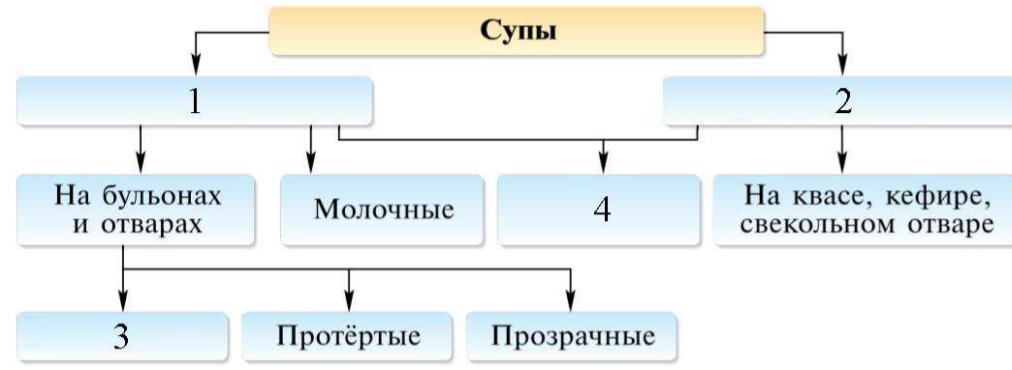 Супы
1
2
На бульонах
и отварах
Молочные
4
На квасе, кефире,
свекольном отваре
3
Протёртые
Прозрачные